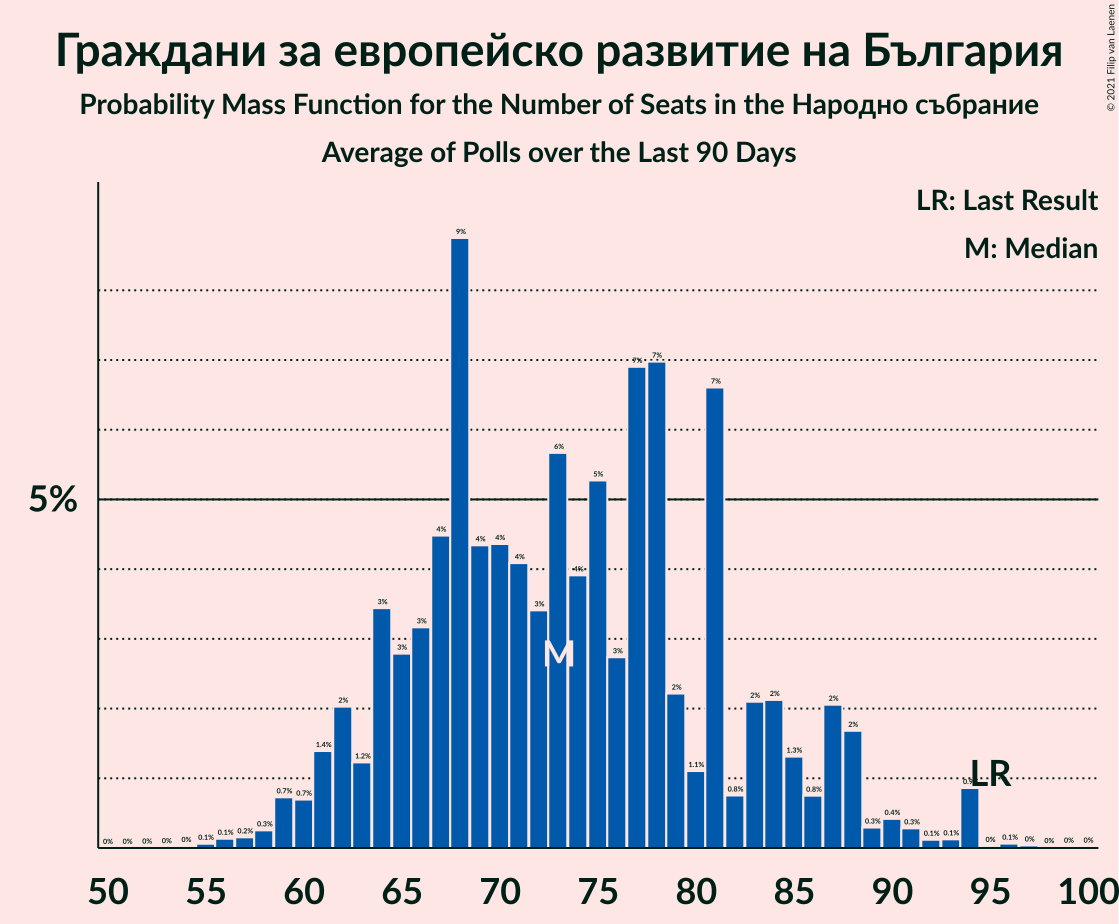 Граждани за европейско развитие на България
Probability Mass Function for the Number of Seats in the Народно събрание
Average of Polls over the Last 90 Days
© 2021 Filip van Laenen
LR: Last Result
M: Median
5%
0% 0% 0% 0% 0% 0.1% 0.1% 0.2% 0.3% 0.7% 0.7% 1.4% 2% 1.2% 3% 3% 3% 4% 9% 4% 4% 4% 3% 6% 4% 5% 3% 7% 7% 2% 1.1% 7% 0.8% 2% 2% 1.3% 0.8% 2% 2% 0.3% 0.4% 0.3% 0.1% 0.1% 0.9% 0% 0.1% 0% 0% 0% 0%
M
LR
50 55 60 65 70 75 80 85 90 95 100